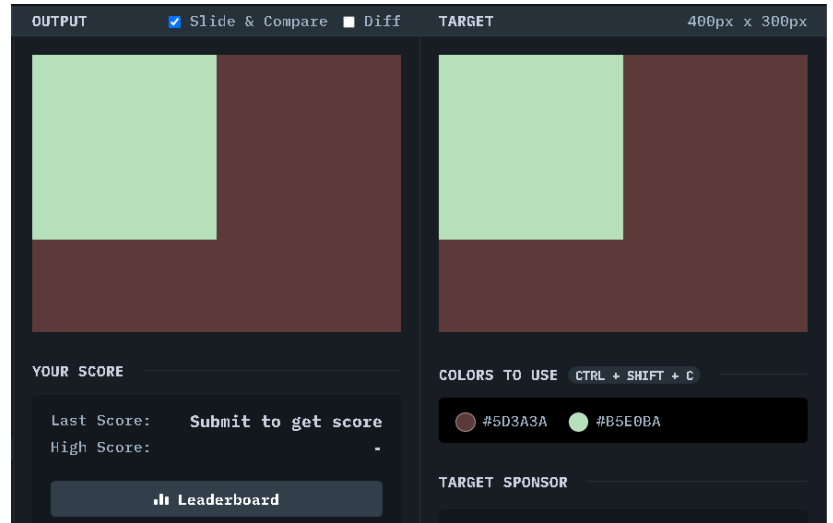 OUTPUT
Slide & Compare
Diff
TARGET
400px x 300px
YOUR SCORE
Last Score: Submit to get score
High Score: -
Leaderboard
COLORS TO USE CTRL + SHIFT + C
#5D3A3A #B5E0BA
TARGET SPONSOR